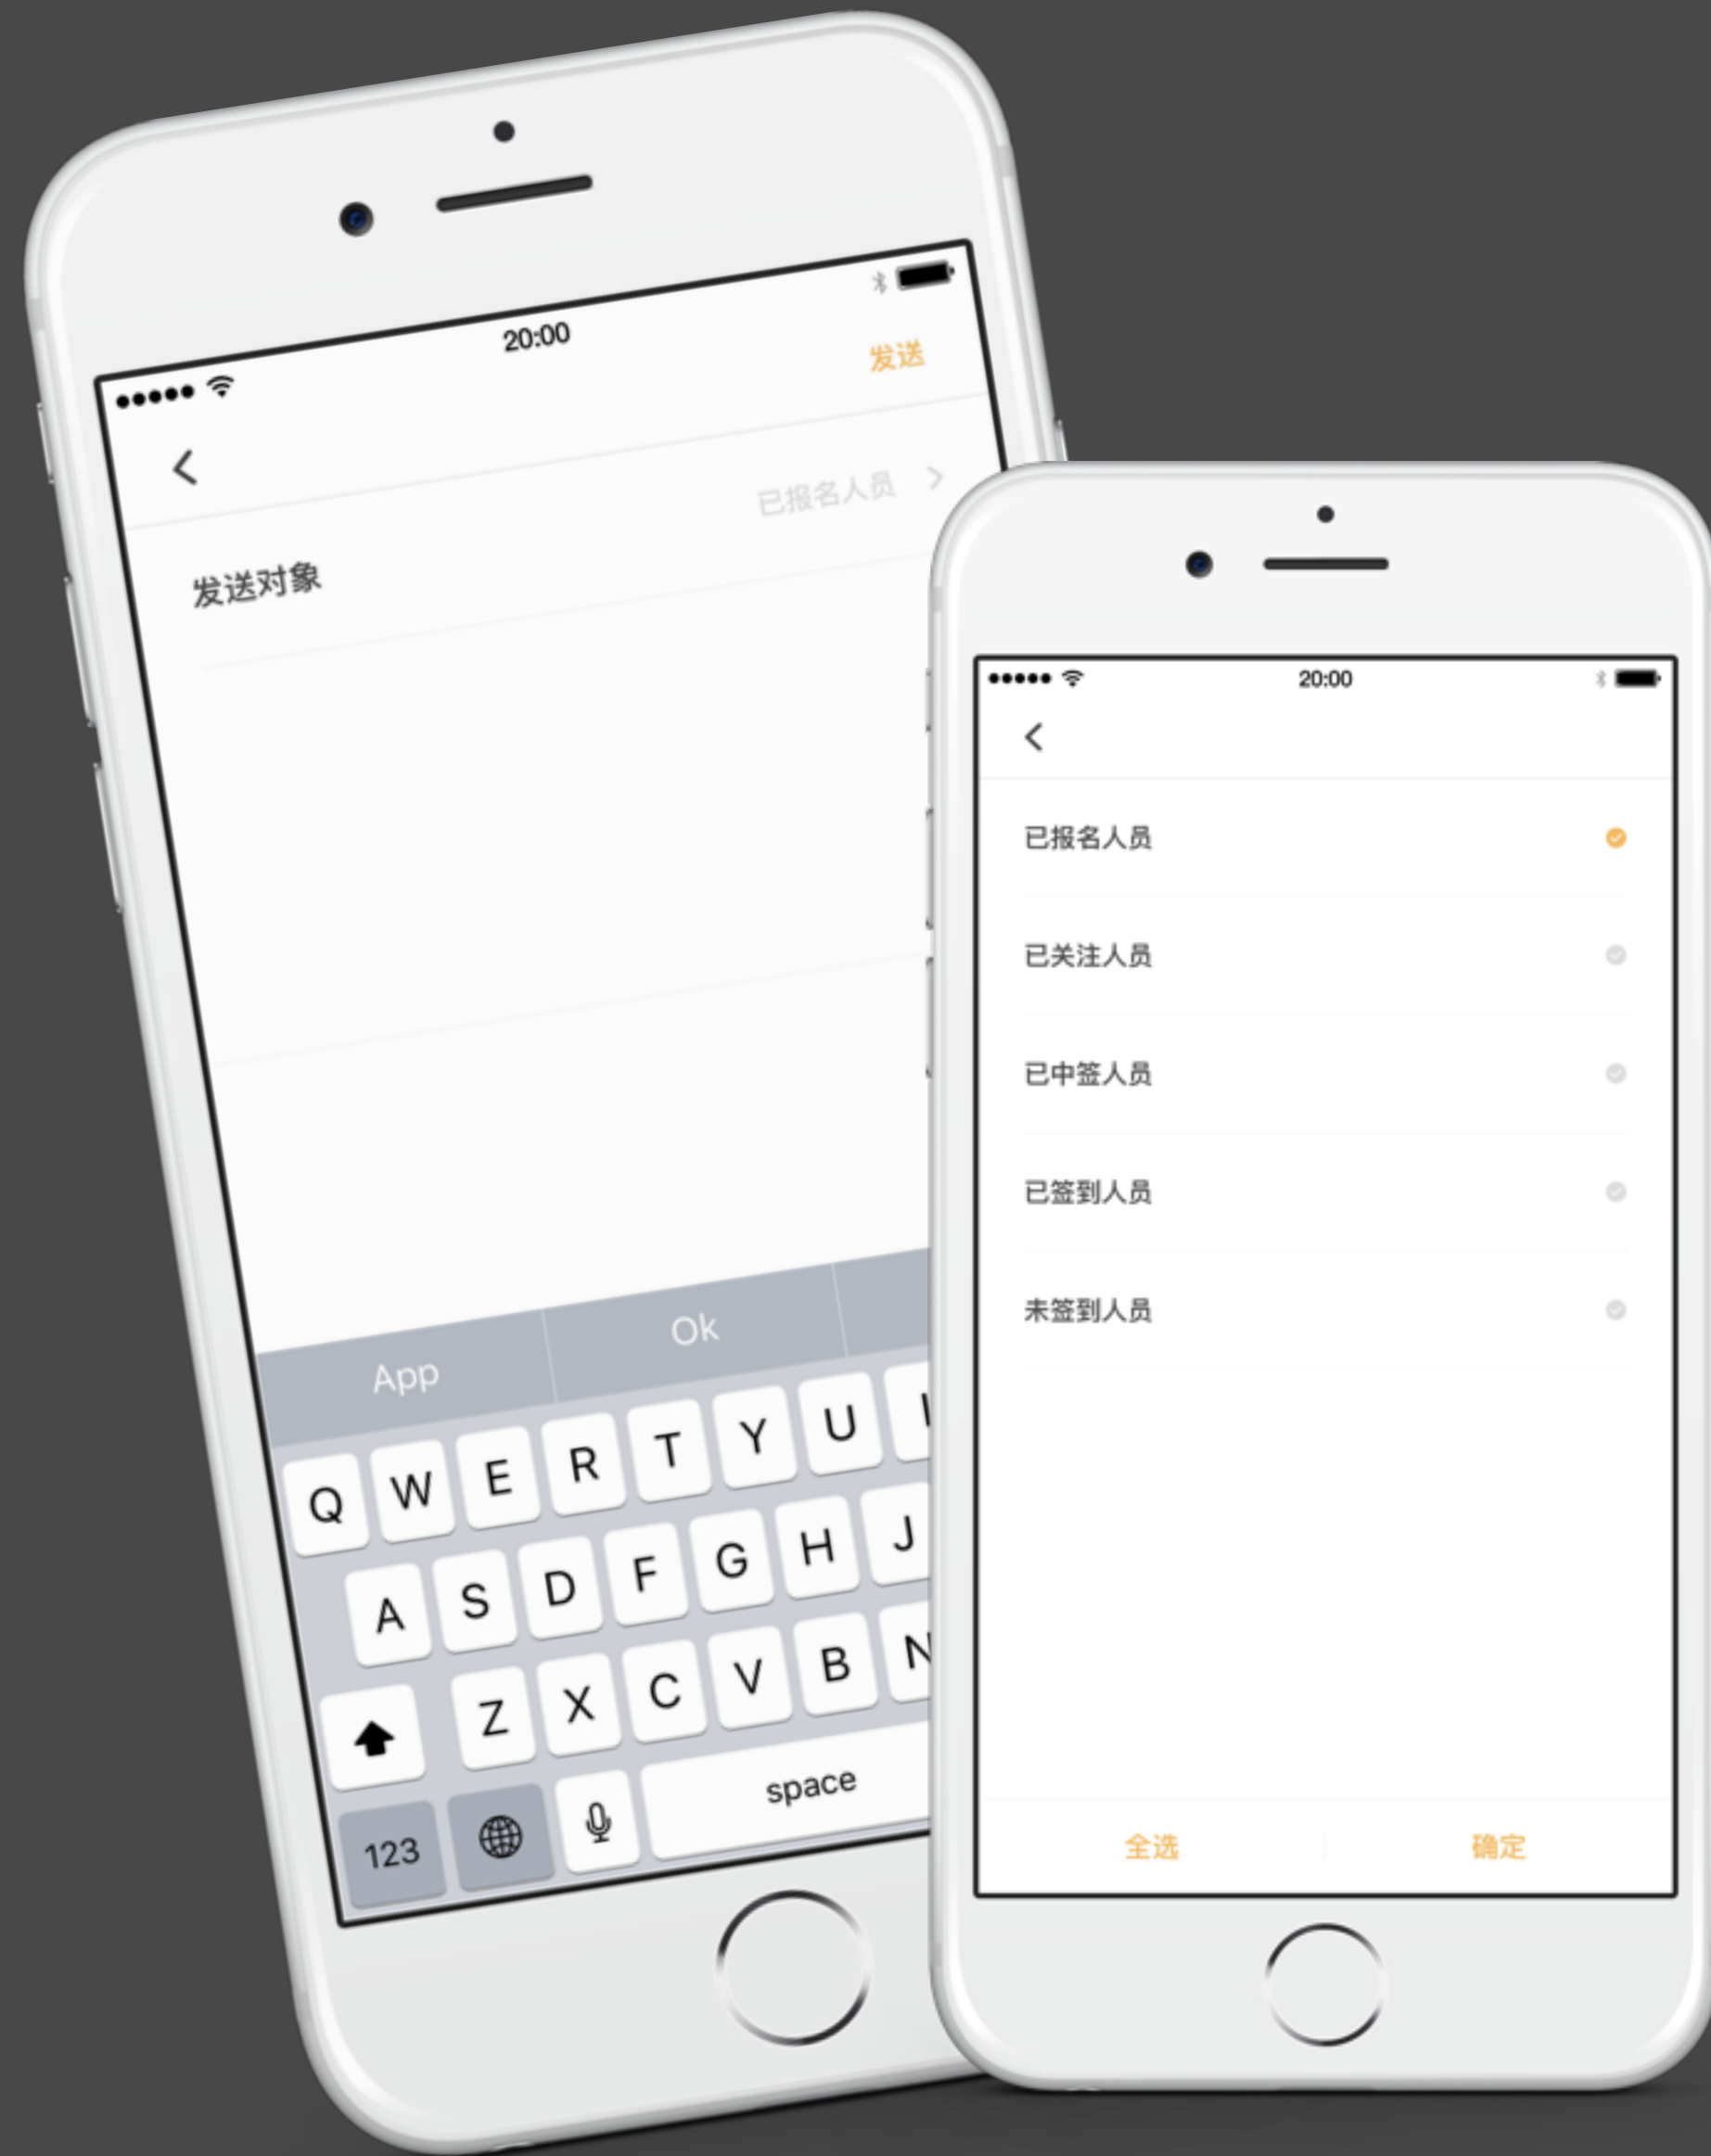 20:00
发送
已报名人员
发送对象
App
Ok
Q W E R T Y U I
A S D F G H J
Z X C V B N
123
space
20:00
已报名人员
已关注人员
已中签人员
已签到人员
未签到人员
全选
确定